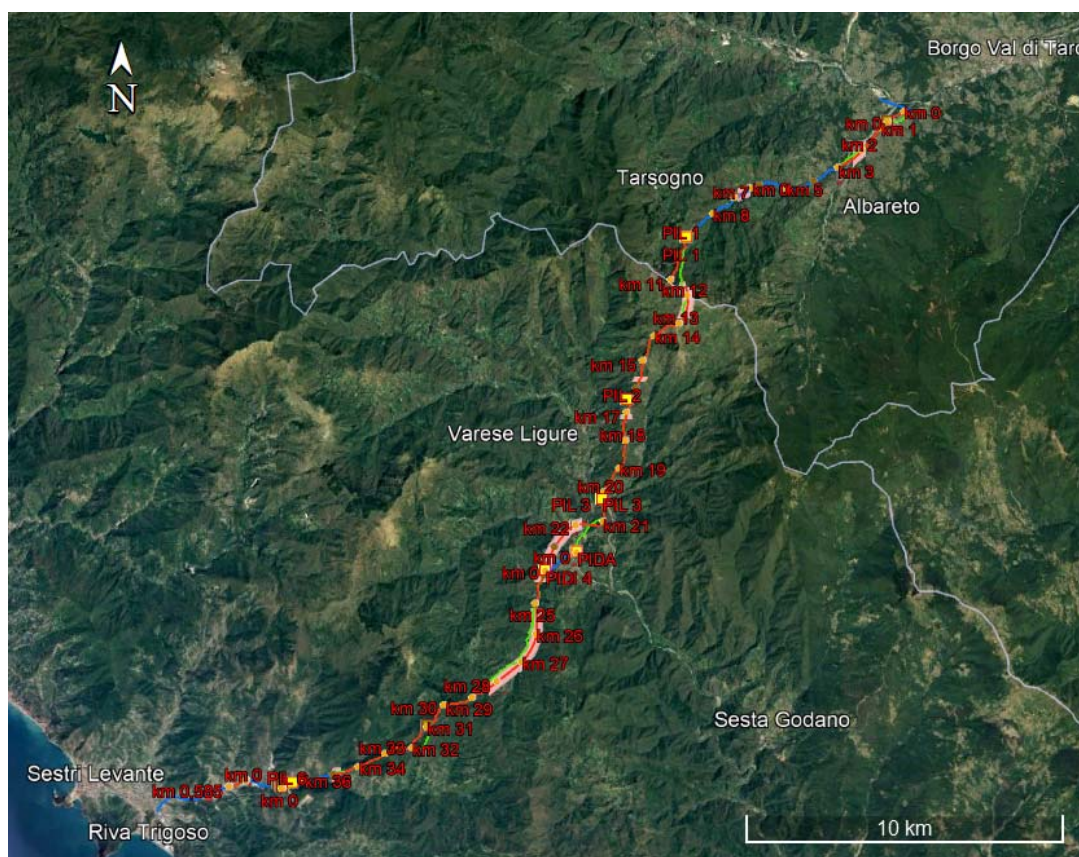 Borgo Val di Taro
N
km 0
km 0
km 1
km 2
km 3
Tarsogno
km 7
km 0
km 5
km 8
Albareto
PIL 1
PIL 1
km 11
km 12
km 13
km 14
km 15
PIL 2
km 17
Varese Ligure
km 18
km 19
km 20
PIL 3
PIL 3
km 22
km 21
km 0
PIDA
km 0
PIDI 4
km 25
km 26
km 27
km 28
km 30
km 29
km 31
Sesta Godano
km 33
km 32
km 34
Sestri Levante
km 0
km 36
km 0.585
km 0
Riva Trigoso
10 km